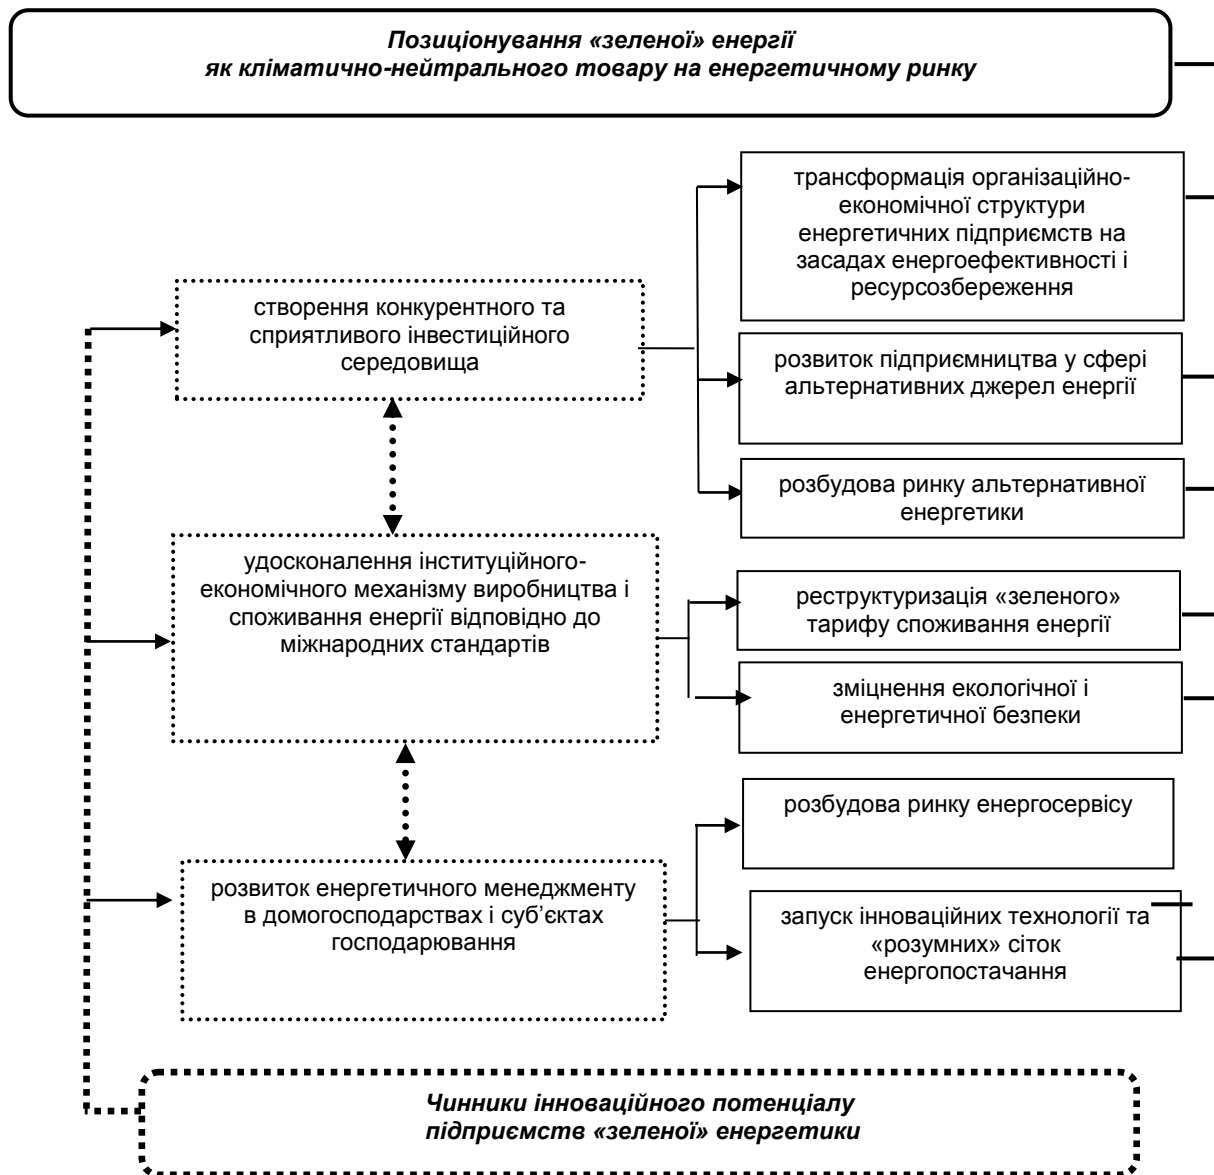 Позиціонування «зеленої» енергії
як кліматично-нейтрального товару на енергетичному ринку
трансформація організаційно-
економічної структури
енергетичних підприємств на
засадах енергоефективності і
ресурсозбереження
створення конкурентного та
сприятливого інвестиційного
середовища
розвиток підприємництва у сфері
альтернативних джерел енергії
розбудова ринку альтернативної
енергетики
удосконалення інституційного-
економічного механізму виробництва і
споживання енергії відповідно до
міжнародних стандартів
реструктуризація «зеленого»
тарифу споживання енергії
зміцнення екологічної і
енергетичної безпеки
розбудова ринку енергосервісу
розвиток енергетичного менеджменту
в домогосподарствах і суб’єктах
господарювання
запуск інноваційних технології та
«розумних» сіток
енергопостачання
Чинники інноваційного потенціалу
підприємств «зеленої» енергетики